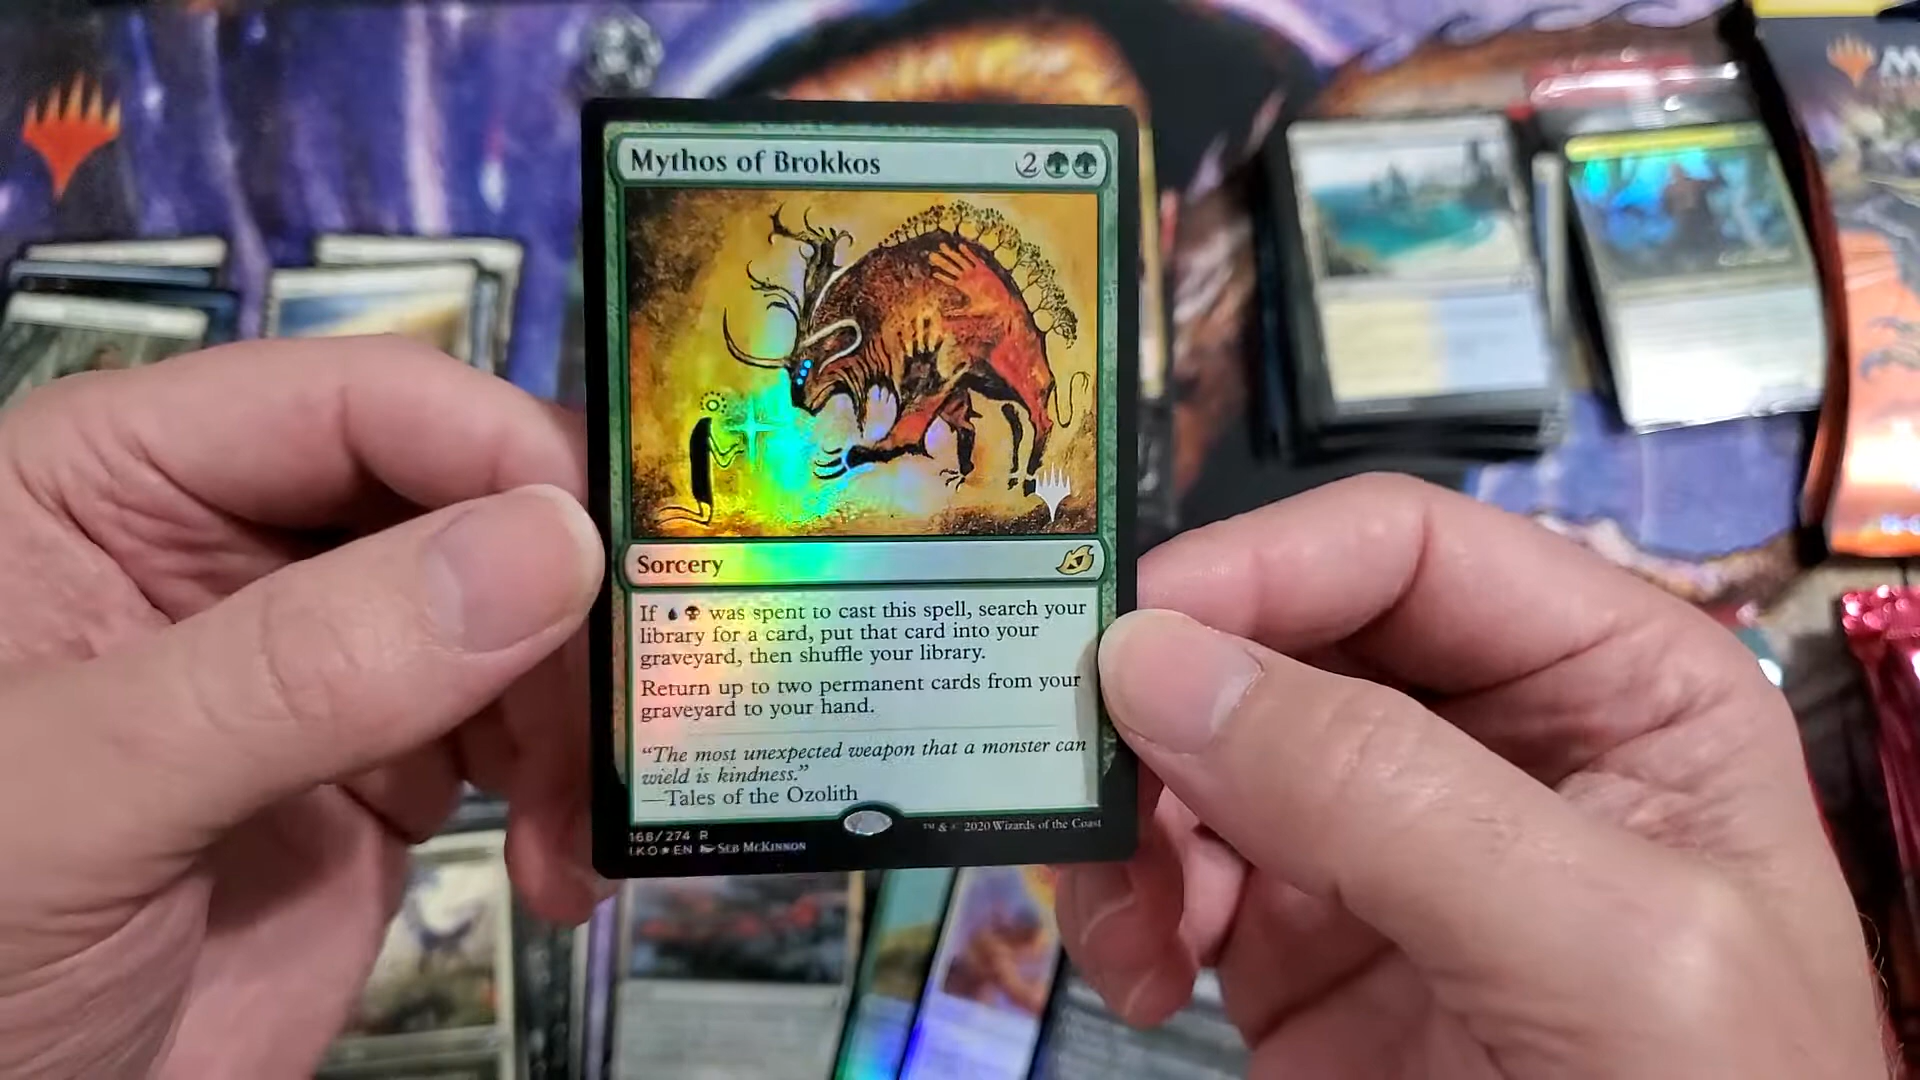 Mythos of Brokkos 2
Sorcery
If was spent to cast this spell, search your
library for a card, put that card into your
graveyard, then shuffle your library.
Return up to two permanent cards from your
graveyard to your hand.
“The most unexpected weapon that a monster can
wield is kindness.”
—Tales of the Ozolith
168/274 R
™ & © 2020 Wizards of the Coast
IKO★EN Seb McKinnon